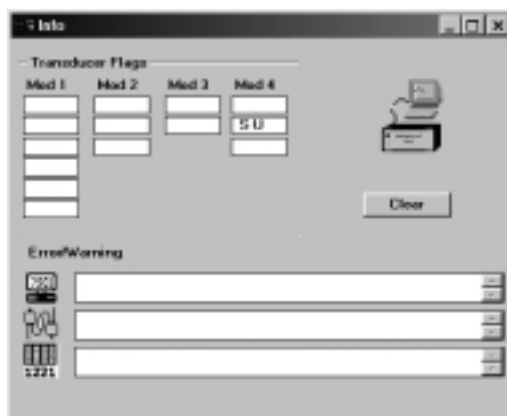 Info
Transducer Flags
Mod 1 Mod 2 Mod 3 Mod 4
S U
Clear
Error/Warning
1221